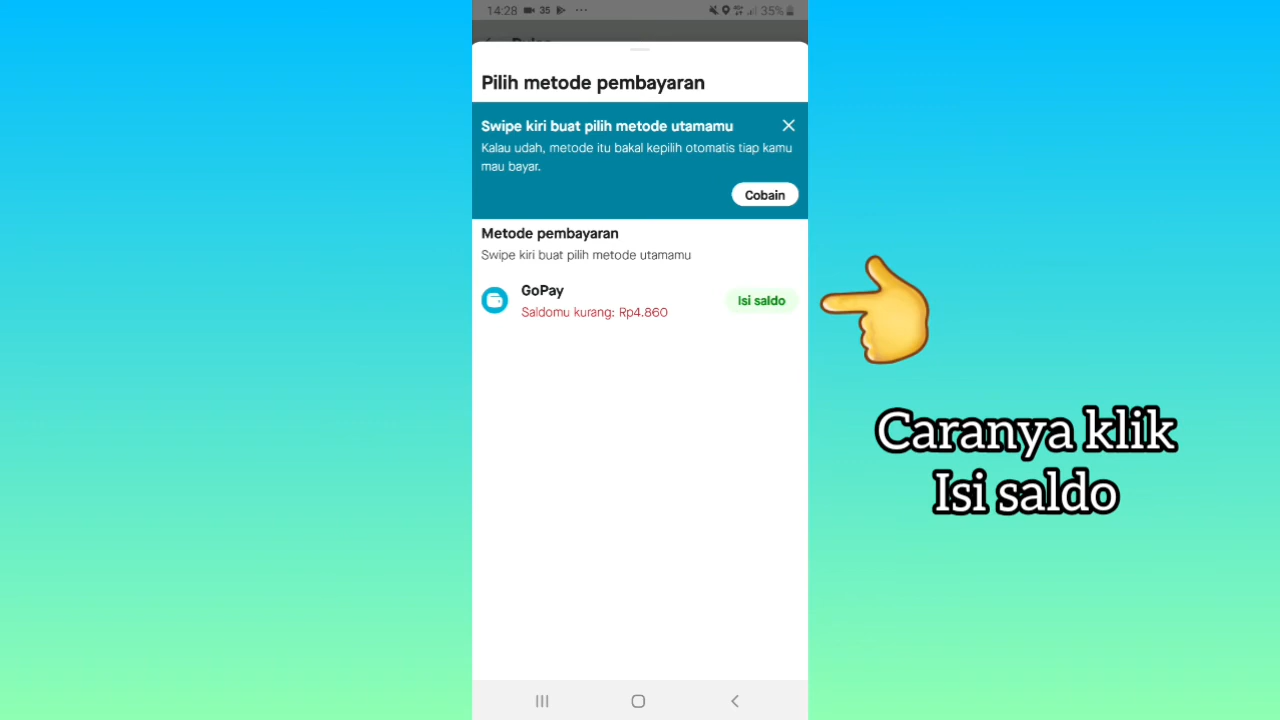 14:28 35 35%
Pulsa
Pilih metode pembayaran
Swipe kiri buat pilih metode utamamu
Kalau udah, metode itu bakal kepilih otomatis tiap kamu
mau bayar.
Cobain
Metode pembayaran
Swipe kiri buat pilih metode utamamu
GoPay
Isi saldo
Saldomu kurang: Rp4.860
Caranya klik
Isi saldo